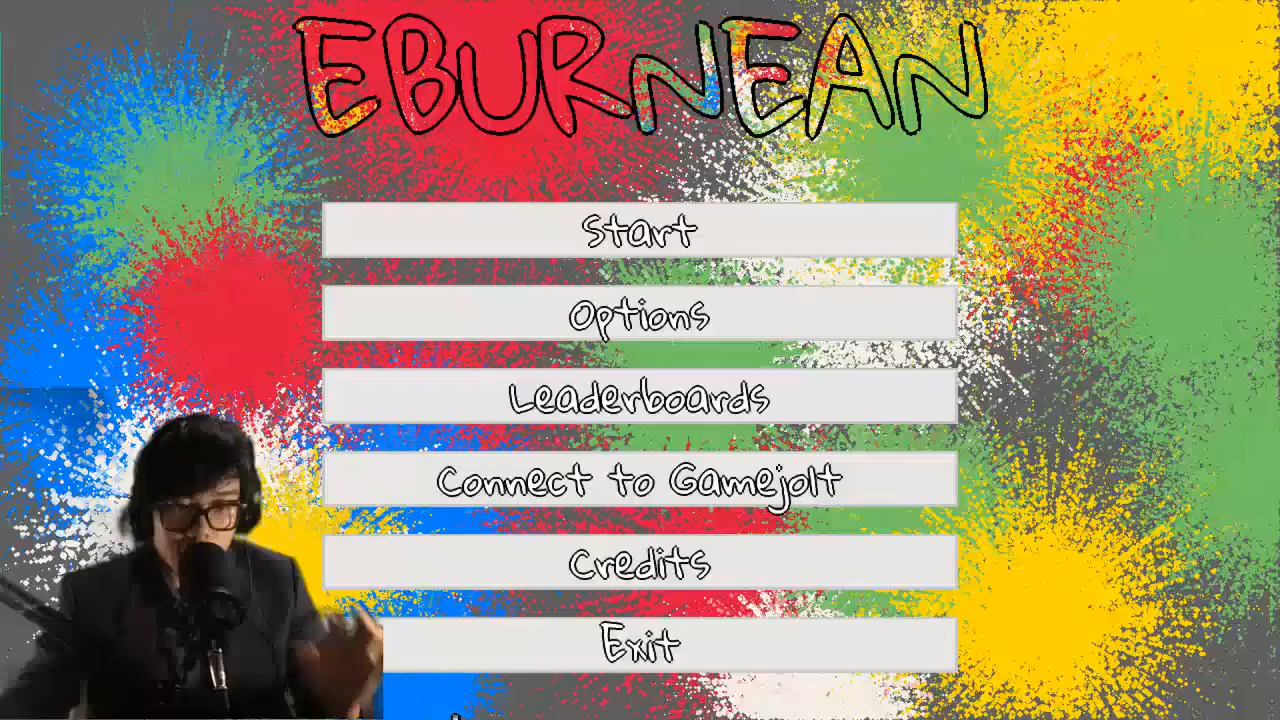 EBURNEAN
Start
Options
Leaderboards
Connect to Gamejolt
Credits
Exit